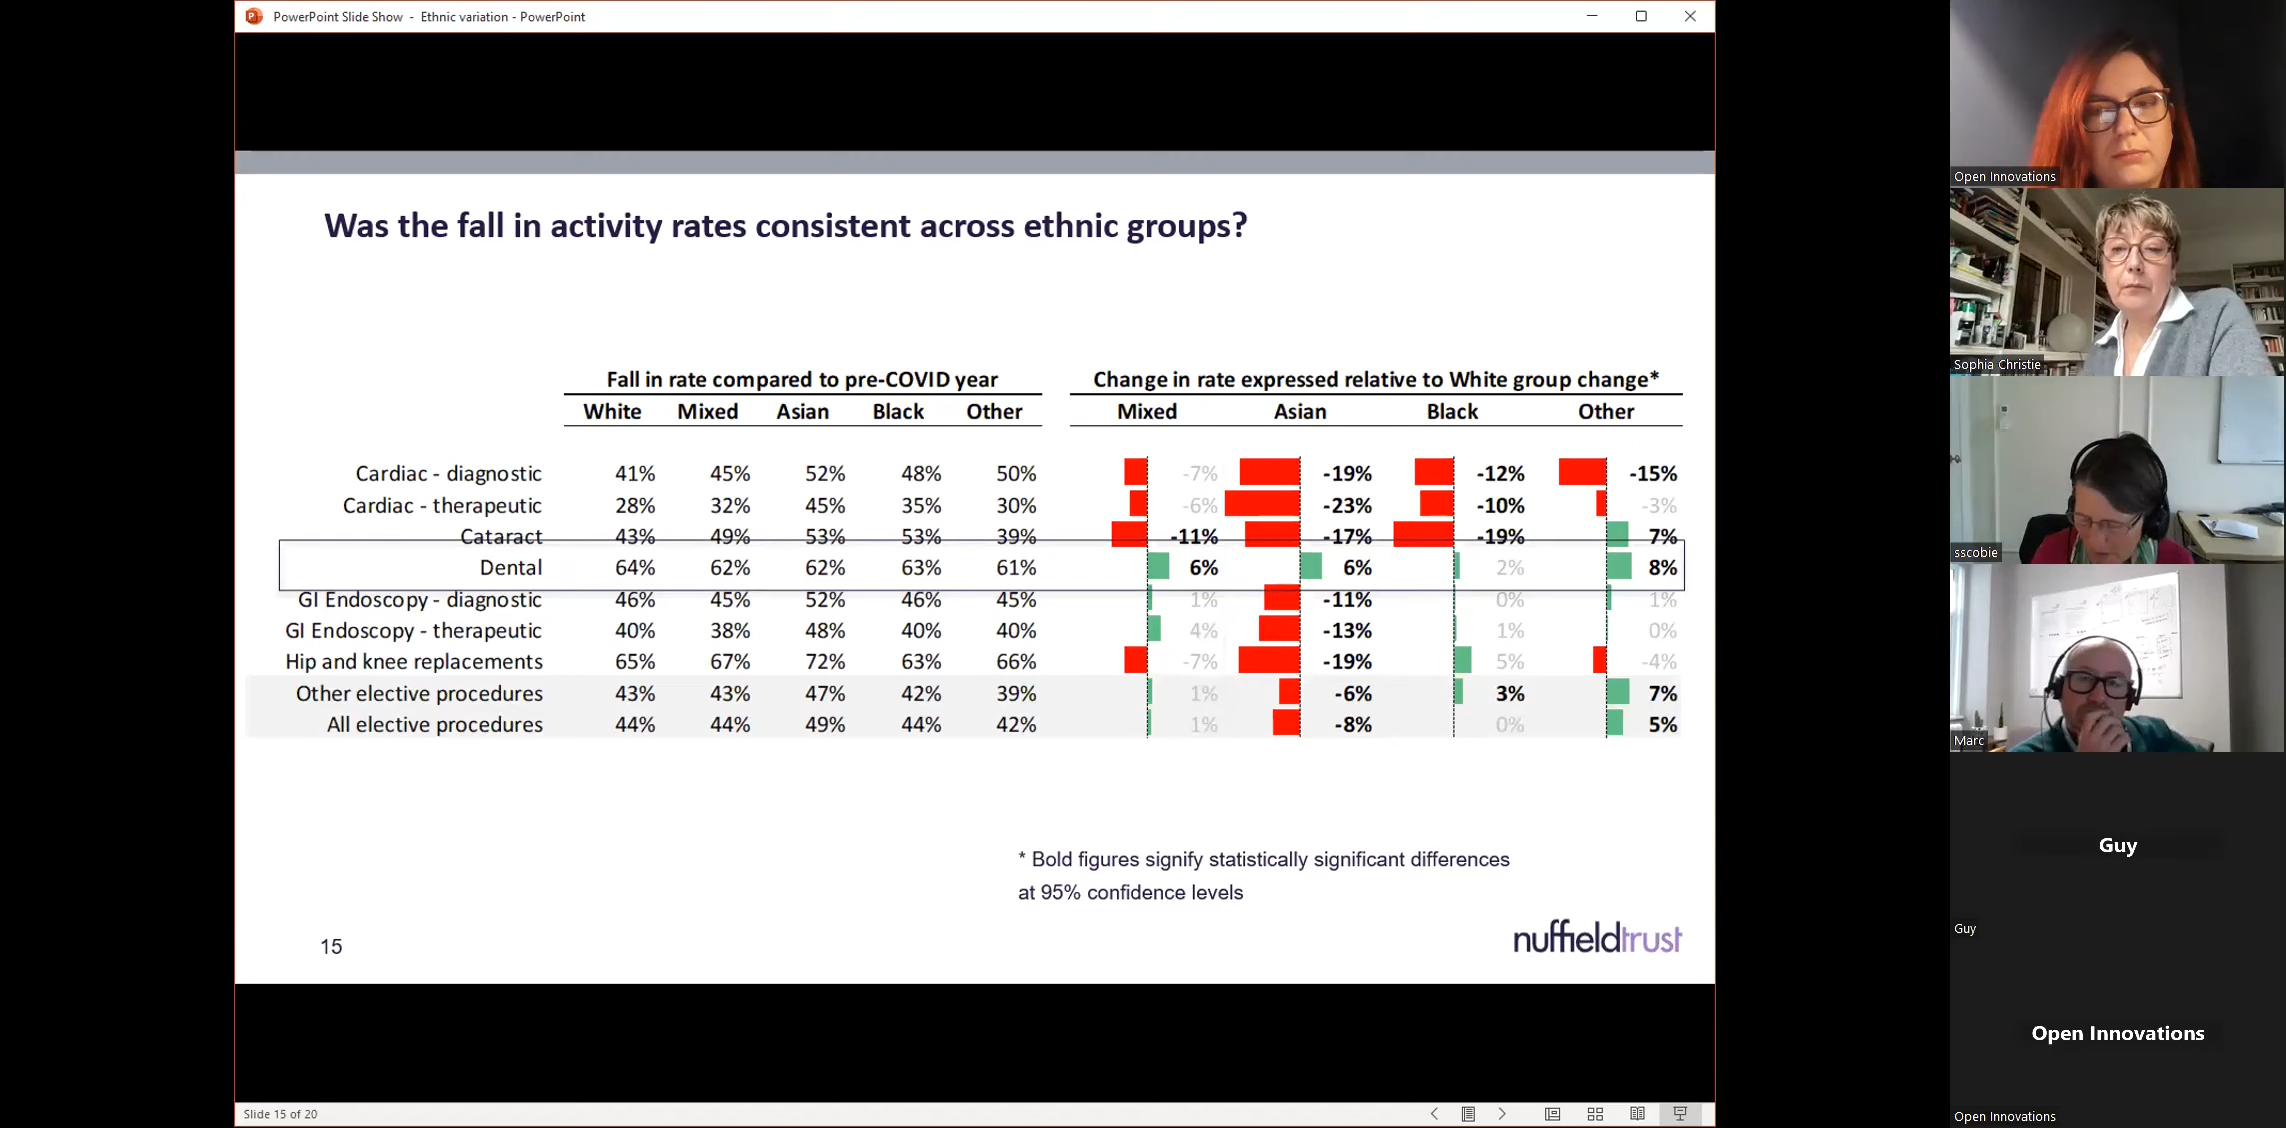 PowerPoint Slide Show - Ethnic variation - PowerPoint
Was the fall in activity rates consistent across ethnic groups?
Fall in rate compared to pre-COVID year Change in rate expressed relative to White group change*
White Mixed Asian Black Other Mixed Asian Black Other
Cardiac - diagnostic 41% 45% 52% 48% 50% -7% -19% -12% -15%
Cardiac - therapeutic 28% 32% 45% 35% 30% -6% -23% -10% -3%
Cataract 43% 49% 53% 53% 39% -11% -17% -19% 7%
Dental 64% 62% 62% 63% 61% 6% 6% 2% 8%
GI Endoscopy - diagnostic 46% 45% 52% 46% 45% 1% -11% 0% 1%
GI Endoscopy - therapeutic 40% 38% 48% 40% 40% 4% -13% 1% 0%
Hip and knee replacements 65% 67% 72% 63% 66% -7% -19% 5% -4%
Other elective procedures 43% 43% 47% 42% 39% 1% -6% 3% 7%
All elective procedures 44% 44% 49% 44% 42% 1% -8% 0% 5%
* Bold figures signify statistically significant differences
at 95% confidence levels
15
nuffieldtrust
Slide 15 of 20
Open Innovations
Sophia Christie
sscobie
Marc
Guy
Guy
Open Innovations
Open Innovations